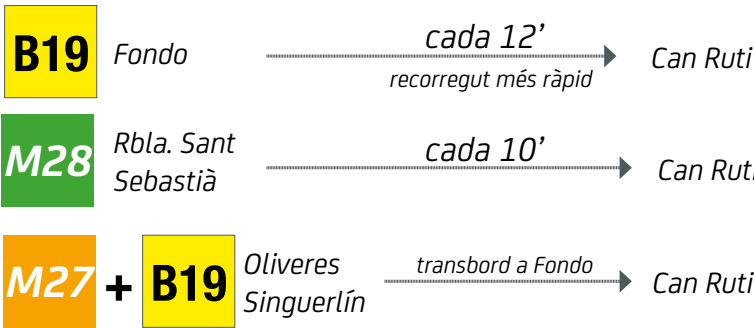 B19 Fondo cada 12’ Can Ruti
recorregut més ràpid
M28 Rbla. Sant
Sebastià cada 10’ Can Ruti
M27 + B19 Oliveres
Singuerlín transbord a Fondo Can Ruti